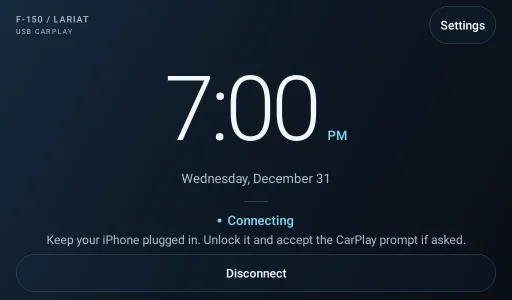 F-150 / LARIAT
USB CARPLAY
Settings
7:00 PM
Wednesday, December 31
• Connecting
Keep your iPhone plugged in. Unlock it and accept the CarPlay prompt if asked.
Disconnect